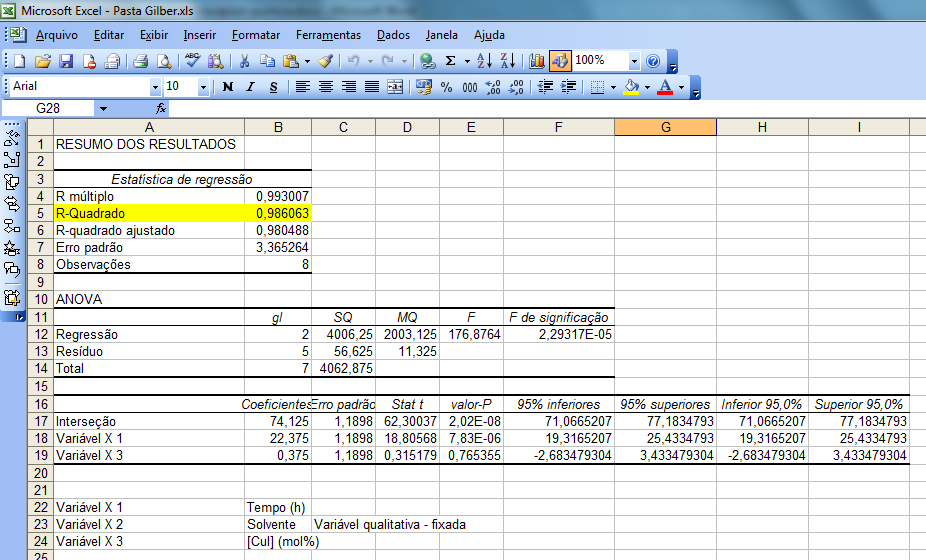 Microsoft Excel - Pasta Gilber.xls
Arquivo Editar Exibir Inserir Formatar Ferramentas Dados Janela Ajuda
100%
Arial 10 N I S % 000
G28 fx
A B C D E F G H I
1 RESUMO DOS RESULTADOS
2
3 Estatística de regressão
4 R múltiplo 0,993007
5 R-Quadrado 0,986063
6 R-quadrado ajustado 0,980488
7 Erro padrão 3,365264
8 Observações 8
9
10 ANOVA
11 gl SQ MQ F F de significação
12 Regressão 2 4006,25 2003,125 176,8764 2,29317E-05
13 Resíduo 5 56,625 11,325
14 Total 7 4062,875
15
16 Coeficientes Erro padrão Stat t valor-P 95% inferiores 95% superiores Inferior 95,0% Superior 95,0%
17 Interseção 74,125 1,1898 62,30037 2,02E-08 71,0665207 77,1834793 71,0665207 77,1834793
18 Variável X 1 22,375 1,1898 18,80568 7,83E-06 19,3165207 25,4334793 19,3165207 25,4334793
19 Variável X 3 0,375 1,1898 0,315179 0,765355 -2,683479304 3,433479304 -2,683479304 3,433479304
20
21
22 Variável X 1 Tempo (h)
23 Variável X 2 Solvente Variável qualitativa - fixada
24 Variável X 3 [CuI] (mol%)
25